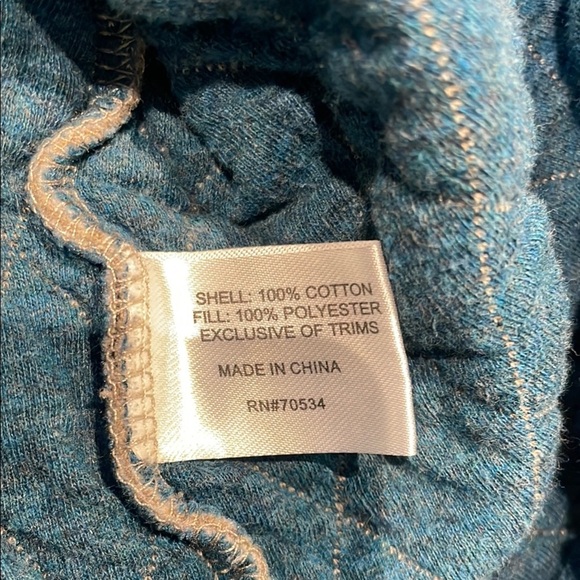 SHELL: 100% COTTON
FILL: 100% POLYESTER
EXCLUSIVE OF TRIMS
MADE IN CHINA
RN#70534